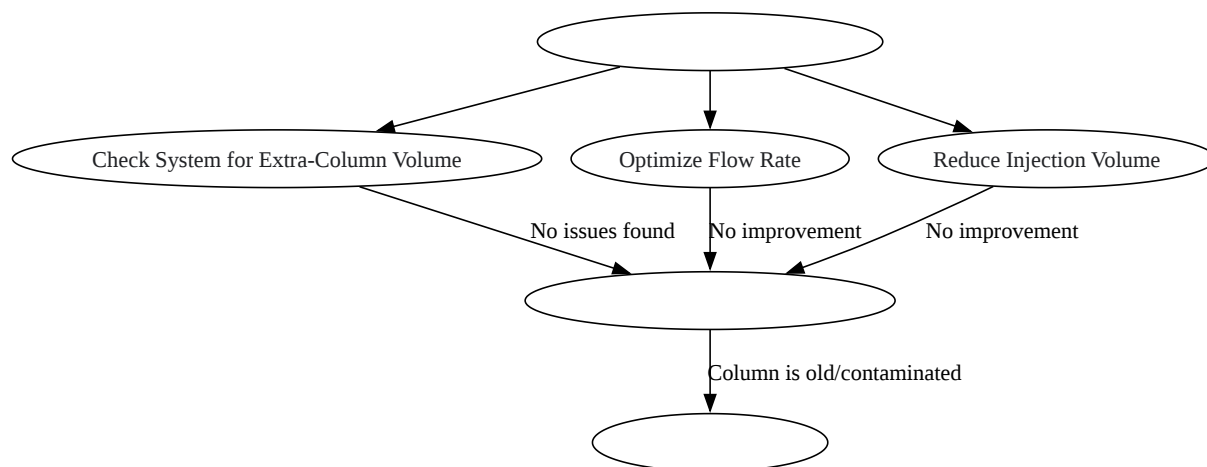 Check System for Extra-Column Volume
Optimize Flow Rate
Reduce Injection Volume
No issues found
No improvement
No improvement
Column is old/contaminated